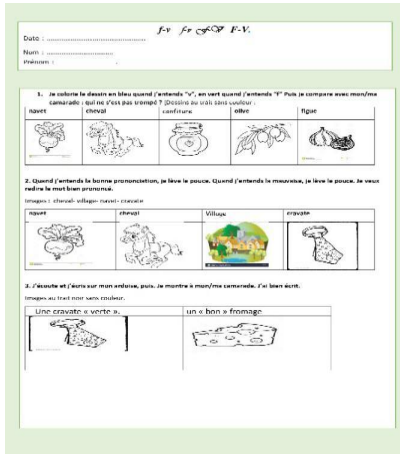 f-v F-V.
Date :
Nom :
Prénom :
1. Je colorie le dessin en bleu quand j'entends "v", en vert quand j'entends "f" Puis je compare avec mon/ma
camarade : qui ne s'est pas trompé ? (Dessins au trait sans couleur :
navet cheval confiture olive figue
2. Quand j'entends la bonne prononciation, je lève le pouce. Quand j'entends la mauvaise, je lève le pouce. Je veux
redire le mot bien prononcé.
Images : cheval- village- navet- cravate
navet cheval Village cravate
3. J'écoute et j'écris sur mon ardoise, puis. Je montre à mon/ma camarade. J'ai bien écrit.
Images au trait noir sans couleur.
Une cravate « verte ». un « bon » fromage